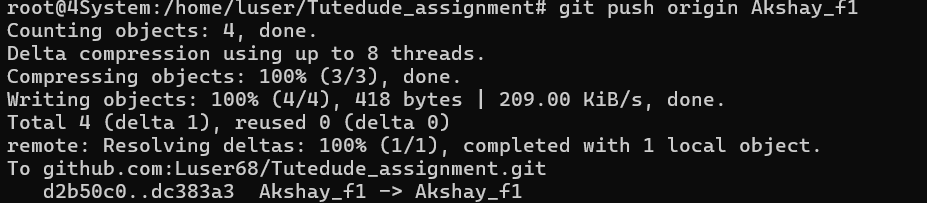 root@4System:/home/luser/Tutedude_assignment# git push origin Akshay_f1
Counting objects: 4, done.
Delta compression using up to 8 threads.
Compressing objects: 100% (3/3), done.
Writing objects: 100% (4/4), 418 bytes | 209.00 KiB/s, done.
Total 4 (delta 1), reused 0 (delta 0)
remote: Resolving deltas: 100% (1/1), completed with 1 local object.
To github.com:Luser68/Tutedude_assignment.git
   d2b50c0..dc383a3  Akshay_f1 -> Akshay_f1